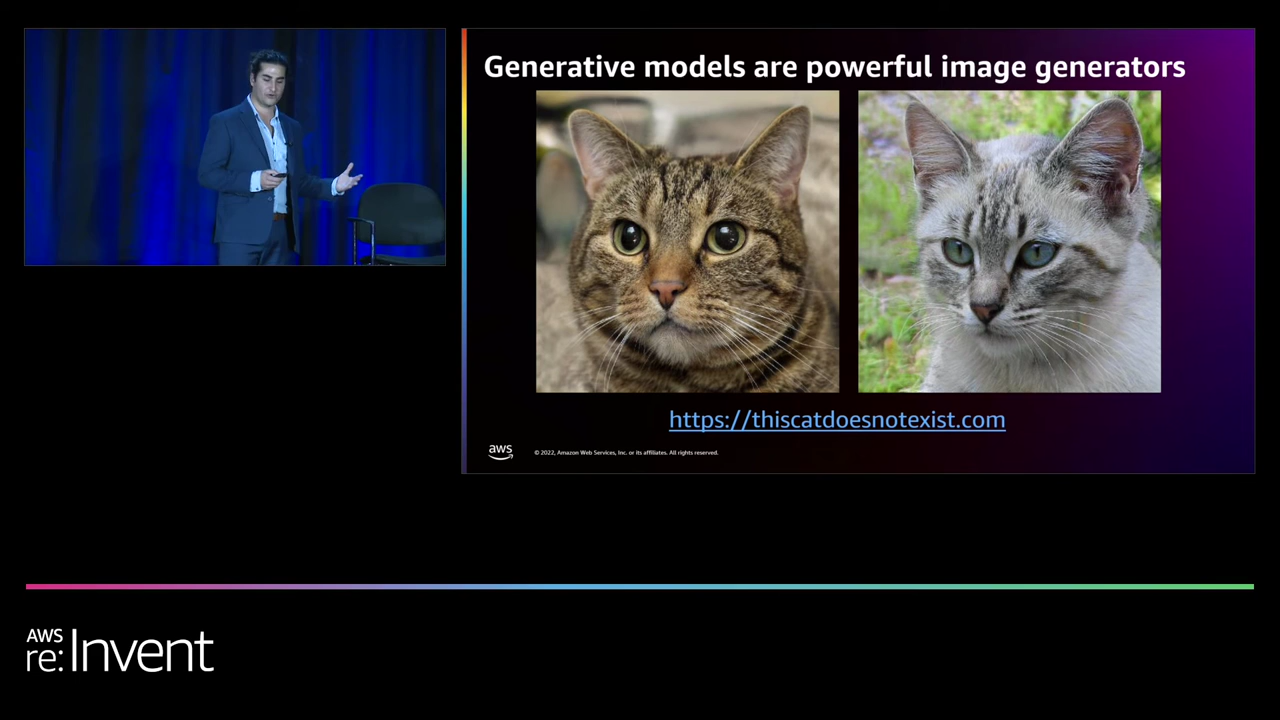 Generative models are powerful image generators
https://thiscatdoesnotexist.com
aws
© 2022, Amazon Web Services, Inc. or its affiliates. All rights reserved.
AWS
re:Invent